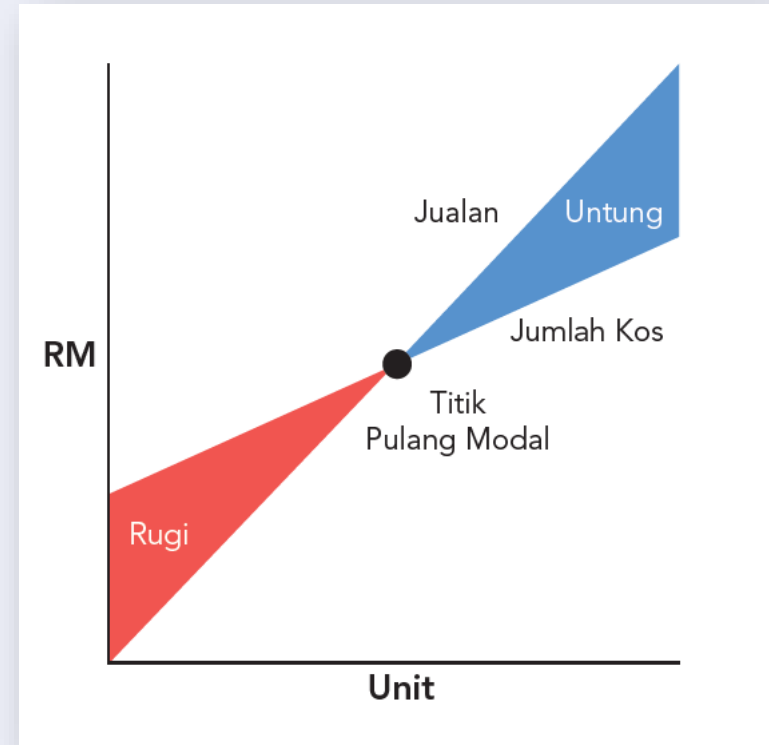 Jualan
Untung
Jumlah Kos
RM
Titik
Pulang Modal
Rugi
Unit